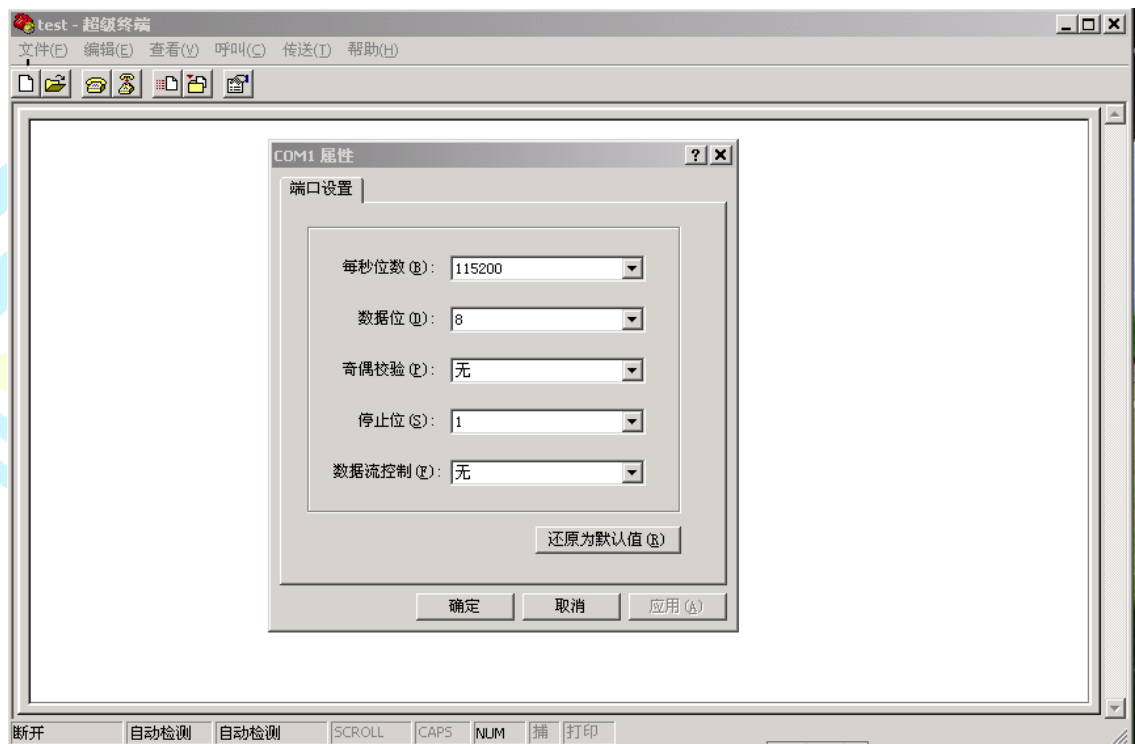 test - 超级终端
文件(F) 编辑(E) 查看(V) 呼叫(C) 传送(T) 帮助(H)
COM1 属性
端口设置
每秒位数(B): 115200
数据位(D): 8
奇偶校验(P): 无
停止位(S): 1
数据流控制(F): 无
还原为默认值(R)
确定 取消 应用(A)
断开 自动检测 自动检测 SCROLL CAPS NUM 捕 打印